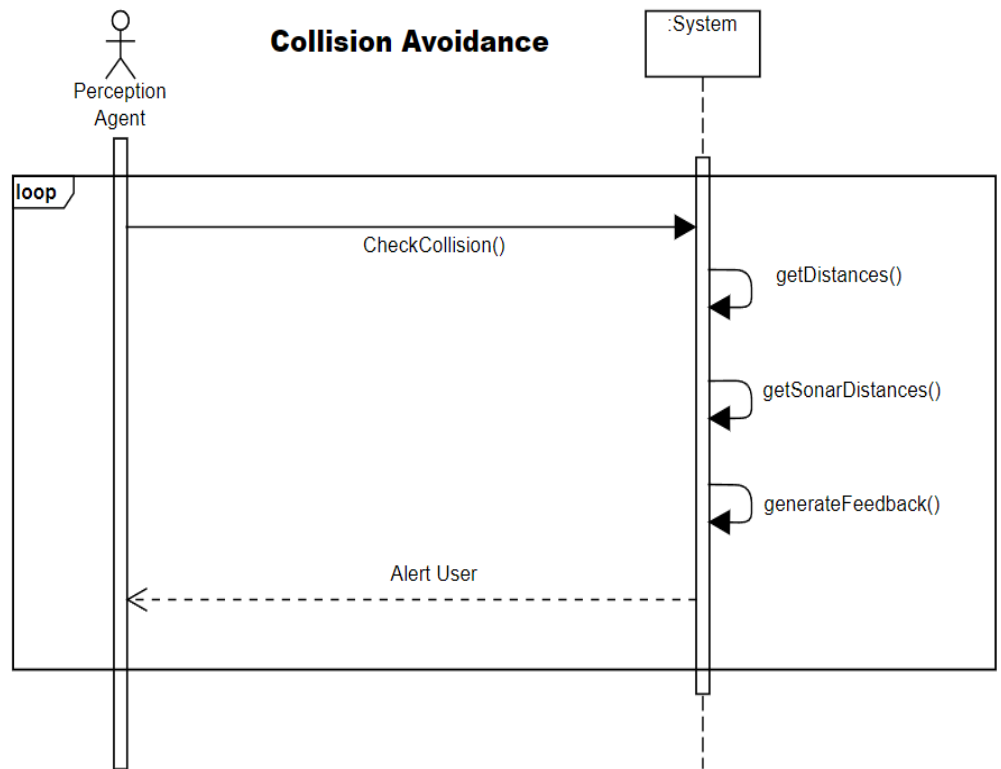 Collision Avoidance
:System
Perception
Agent
loop
CheckCollision()
getDistances()
getSonarDistances()
generateFeedback()
Alert User